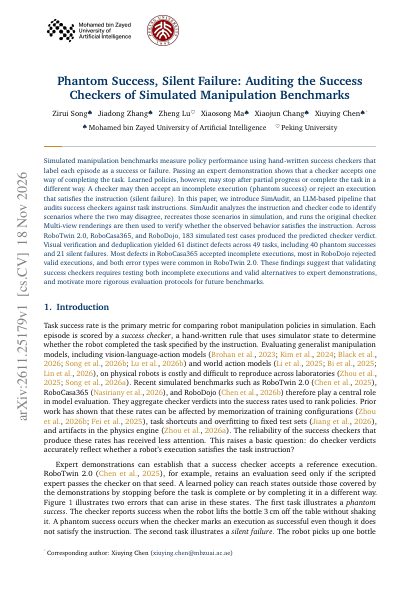 Mohamed bin Zayed
University of
Artificial Intelligence
Phantom Success, Silent Failure: Auditing the Success
Checkers of Simulated Manipulation Benchmarks
Zirui Song♠ Jiadong Zhang♠ Zheng Lu♡ Xiaosong Ma♠ Xiaojun Chang♠ Xiuying Chen♠*
♠ Mohamed bin Zayed University of Artificial Intelligence ♡ Peking University
Simulated manipulation benchmarks measure policy performance using hand-written success checkers that
label each episode as a success or failure. Passing an expert demonstration shows that a checker accepts one
way of completing the task. Learned policies, however, may stop after partial progress or complete the task in a
different way. A checker may then accept an incomplete execution (phantom success) or reject an execution
that satisfies the instruction (silent failure). In this paper, we introduce SimAudit, an LLM-based pipeline that
audits success checkers against task instructions. SimAudit analyzes the instruction and checker code to identify
scenarios where the two may disagree, recreates those scenarios in simulation, and runs the original checker
Multi-view renderings are then used to verify whether the observed behavior satisfies the instruction. Across
RoboTwin 2.0, RoboCasa365, and RoboDojo, 183 simulated test cases produced the predicted checker verdict.
Visual verification and deduplication yielded 61 distinct defects across 49 tasks, including 40 phantom successes
and 21 silent failures. Most defects in RoboCasa365 accepted incomplete executions, most in RoboDojo rejected
valid executions, and both error types were common in RoboTwin 2.0. These findings suggest that validating
success checkers requires testing both incomplete executions and valid alternatives to expert demonstrations,
and motivate more rigorous evaluation protocols for future benchmarks.
1. Introduction
Task success rate is the primary metric for comparing robot manipulation policies in simulation. Each
episode is scored by a success checker, a hand-written rule that uses simulator state to determine
whether the robot completed the task specified by the instruction. Evaluating generalist manipulation
models, including vision-language-action models (Brohan et al., 2023; Kim et al., 2024; Black et al.,
2026; Song et al., 2026b; Lu et al., 2026b) and world action models (Li et al., 2025; Bi et al., 2025;
Lin et al., 2026), on physical robots is costly and difficult to reproduce across laboratories (Zhou et al.,
2025; Song et al., 2026a). Recent simulated benchmarks such as RoboTwin 2.0 (Chen et al., 2025),
RoboCasa365 (Nasiriany et al., 2026), and RoboDojo (Chen et al., 2026b) therefore play a central role
in model evaluation. They aggregate checker verdicts into the success rates used to rank policies. Prior
work has shown that these rates can be affected by memorization of training configurations (Zhou
et al., 2026b; Fei et al., 2025), task shortcuts and overfitting to fixed test sets (Jiang et al., 2026),
and artifacts in the physics engine (Zhou et al., 2026a). The reliability of the success checkers that
produce these rates has received less attention. This raises a basic question: do checker verdicts
accurately reflect whether a robot's execution satisfies the task instruction?
Expert demonstrations can establish that a success checker accepts a reference execution.
RoboTwin 2.0 (Chen et al., 2025), for example, retains an evaluation seed only if the scripted
expert passes the checker on that seed. A learned policy can reach states outside those covered by
the demonstrations by stopping before the task is complete or by completing it in a different way.
Figure 1 illustrates two errors that can arise in these states. The first task illustrates a phantom
success. The checker reports success when the robot lifts the bottle 3 cm off the table without shaking
it. A phantom success occurs when the checker marks an execution as successful even though it does
not satisfy the instruction. The second task illustrates a silent failure. The robot picks up one bottle
* Corresponding author: Xiuying Chen (xiuying.chen@mbzuai.ac.ae)
arXiv:2611.25179v1 [cs.CV] 18 Nov 2026